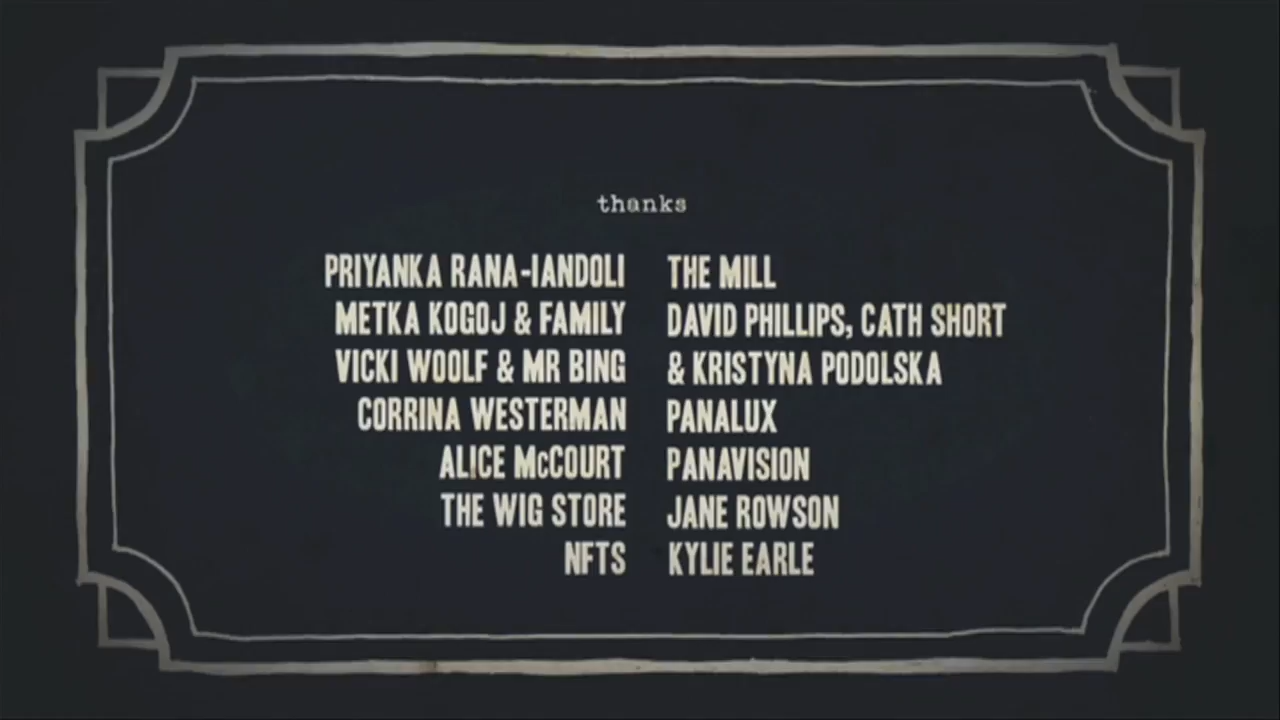 thanks
PRIYANKA RANA-IANDOLI
METKA KOGOJ & FAMILY
VICKI WOOLF & MR BING
CORRINA WESTERMAN
ALICE McCOURT
THE WIG STORE
NFTS
THE MILL
DAVID PHILLIPS, CATH SHORT
& KRISTYNA PODOLSKA
PANALUX
PANAVISION
JANE ROWSON
KYLIE EARLE